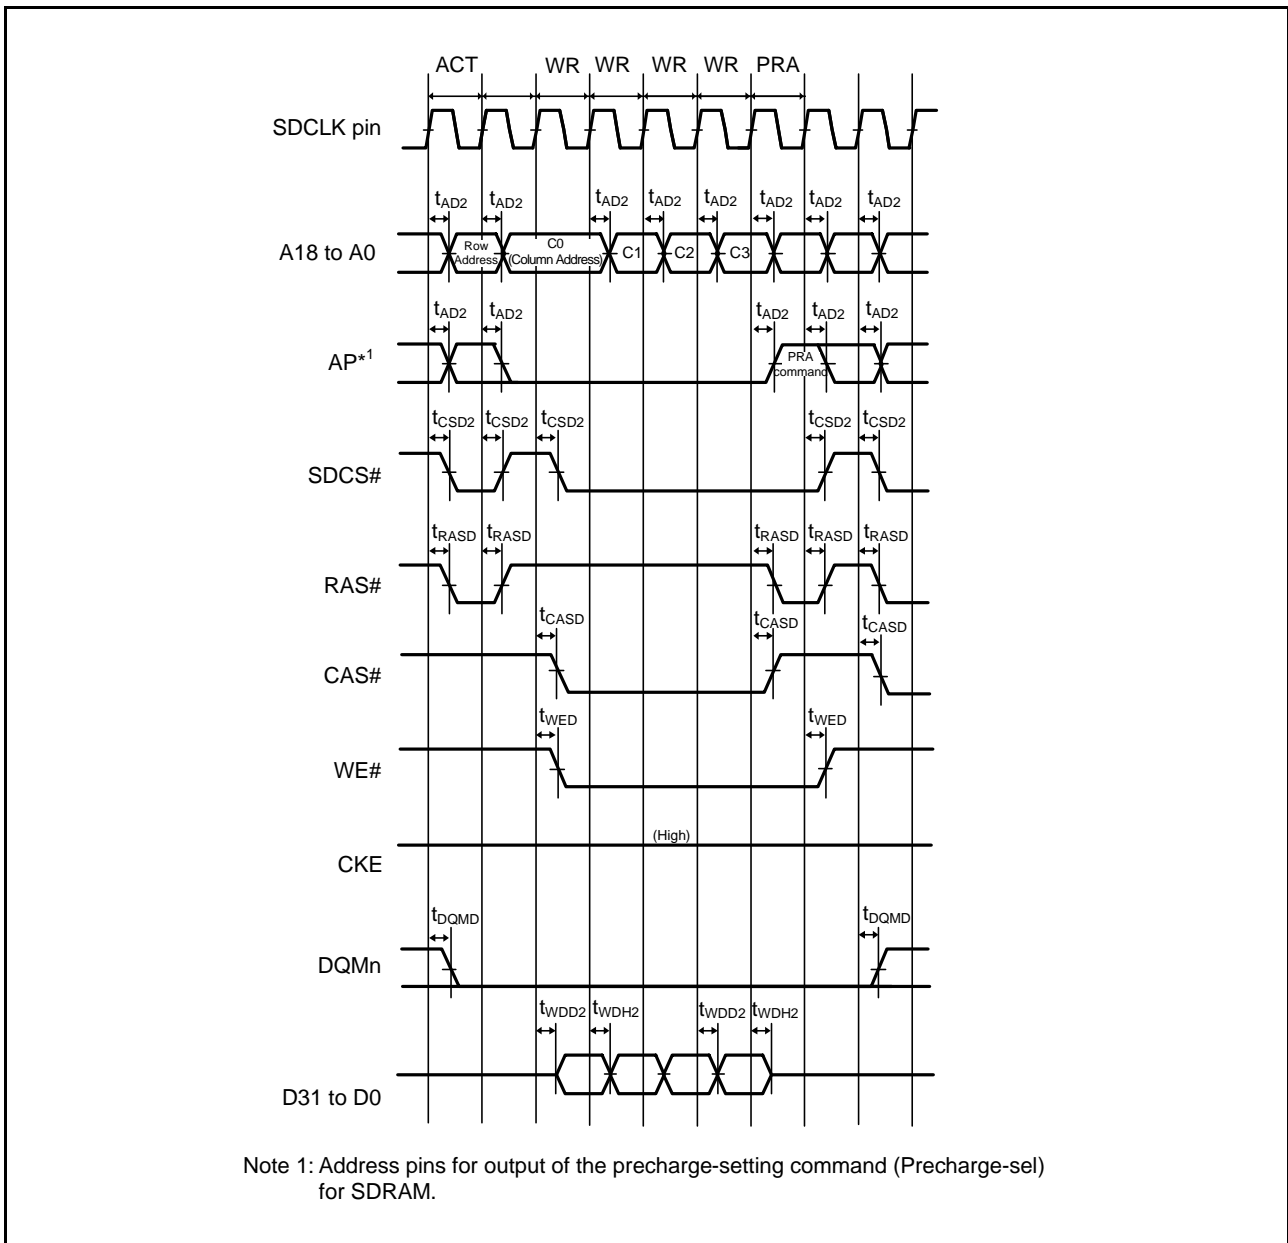 ACT WR WR WR WR PRA
SDCLK pin
tAD2 tAD2 tAD2 tAD2 tAD2 tAD2 tAD2 tAD2
A18 to A0
Row
Address
C0
(Column Address)
C1 C2 C3
tAD2 tAD2 tAD2 tAD2 tAD2
AP*1
PRA
command
tCSD2 tCSD2 tCSD2 tCSD2 tCSD2
SDCS#
tRASD tRASD tRASD tRASD tRASD
RAS#
tCASD tCASD tCASD
CAS#
tWED tWED
WE#
(High)
CKE
tDQMD tDQMD
DQMn
tWDD2 tWDH2 tWDD2 tWDH2
D31 to D0
Note 1: Address pins for output of the precharge-setting command (Precharge-sel)
for SDRAM.